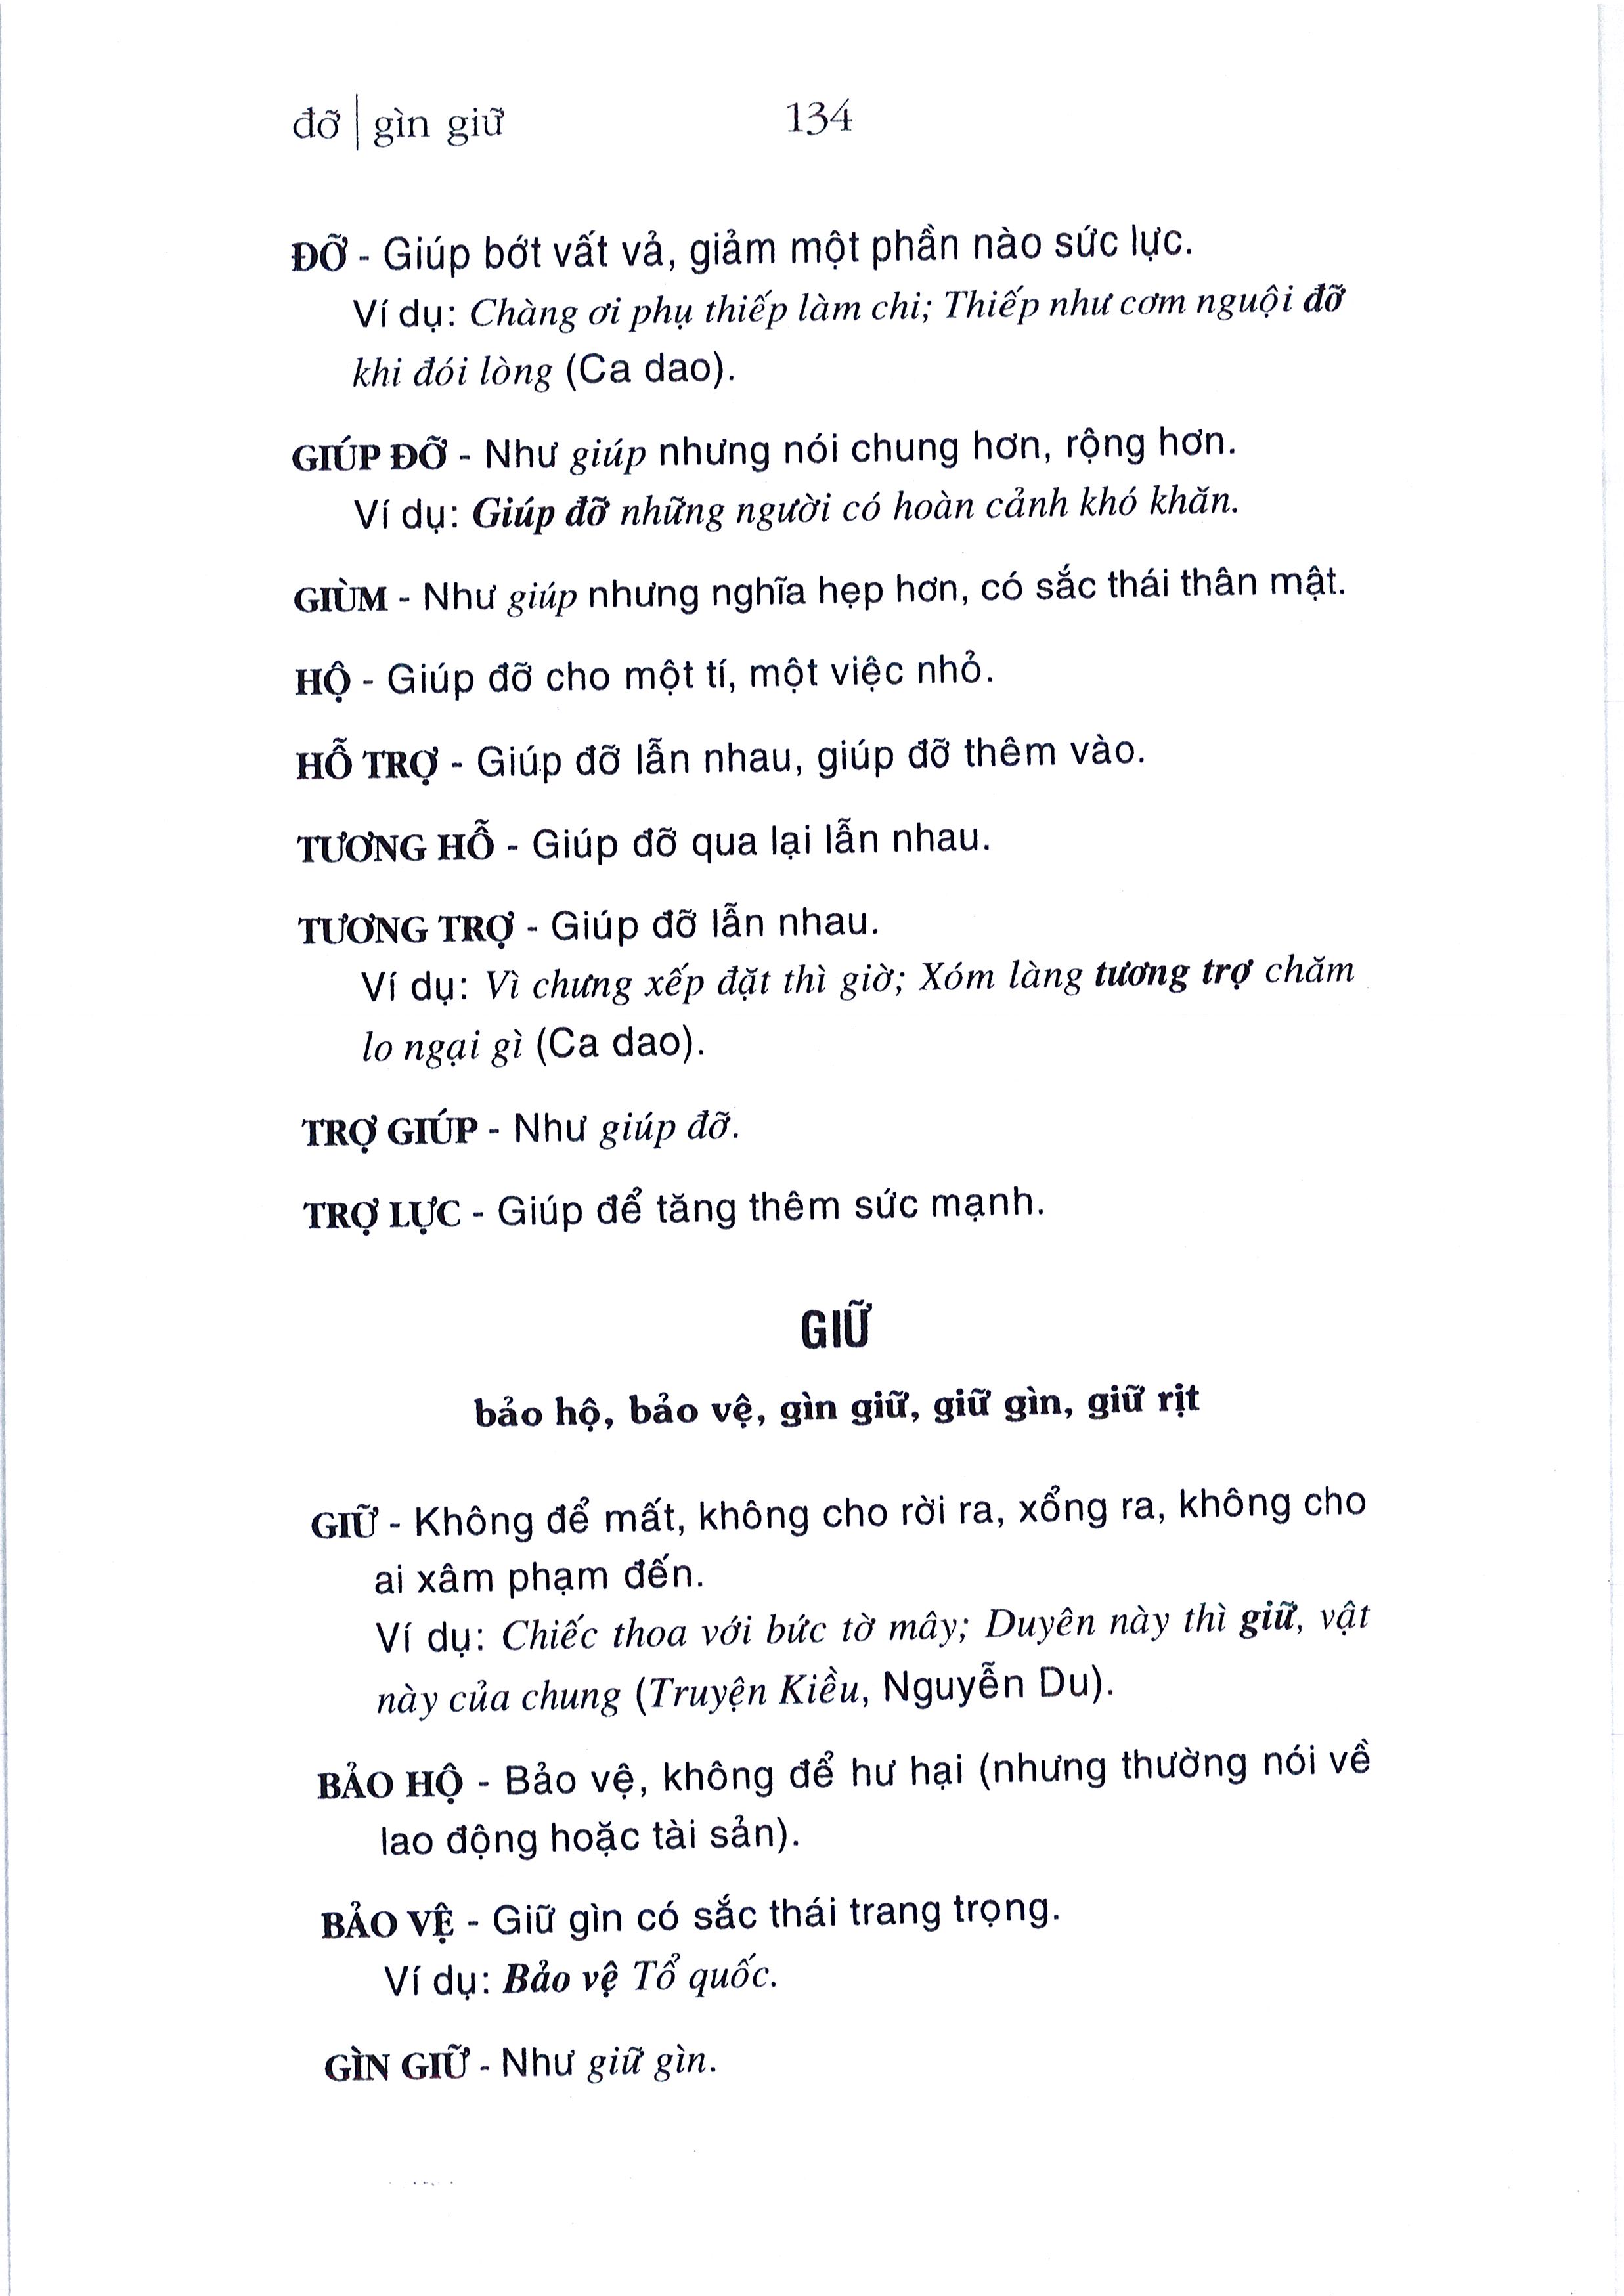 đỡ | gìn giữ 134
ĐỠ - Giúp bớt vất vả, giảm một phần nào sức lực.
Ví dụ: Chàng ơi phụ thiếp làm chi; Thiếp như cơm nguội đỡ
khi đói lòng (Ca dao).
GIÚP ĐỠ - Như giúp nhưng nói chung hơn, rộng hơn.
Ví dụ: Giúp đỡ những người có hoàn cảnh khó khăn.
GIÙM - Như giúp nhưng nghĩa hẹp hơn, có sắc thái thân mật.
HỘ - Giúp đỡ cho một tí, một việc nhỏ.
HỖ TRỢ - Giúp đỡ lẫn nhau, giúp đỡ thêm vào.
TƯƠNG HỖ - Giúp đỡ qua lại lẫn nhau.
TƯƠNG TRỢ - Giúp đỡ lẫn nhau.
Ví dụ: Vì chưng xếp đặt thì giờ; Xóm làng tương trợ chăm
lo ngại gì (Ca dao).
TRỢ GIÚP - Như giúp đỡ.
TRỢ LỰC - Giúp để tăng thêm sức mạnh.
GIỮ
bảo hộ, bảo vệ, gìn giữ, giữ gìn, giữ rịt
GIỮ - Không để mất, không cho rời ra, xổng ra, không cho
ai xâm phạm đến.
Ví dụ: Chiếc thoa với bức tờ mây; Duyên này thì giữ, vật
này của chung (Truyện Kiều, Nguyễn Du).
BẢO HỘ - Bảo vệ, không để hư hại (nhưng thường nói về
lao động hoặc tài sản).
BẢO VỆ - Giữ gìn có sắc thái trang trọng.
Ví dụ: Bảo vệ Tổ quốc.
GÌN GIỮ - Như giữ gìn.